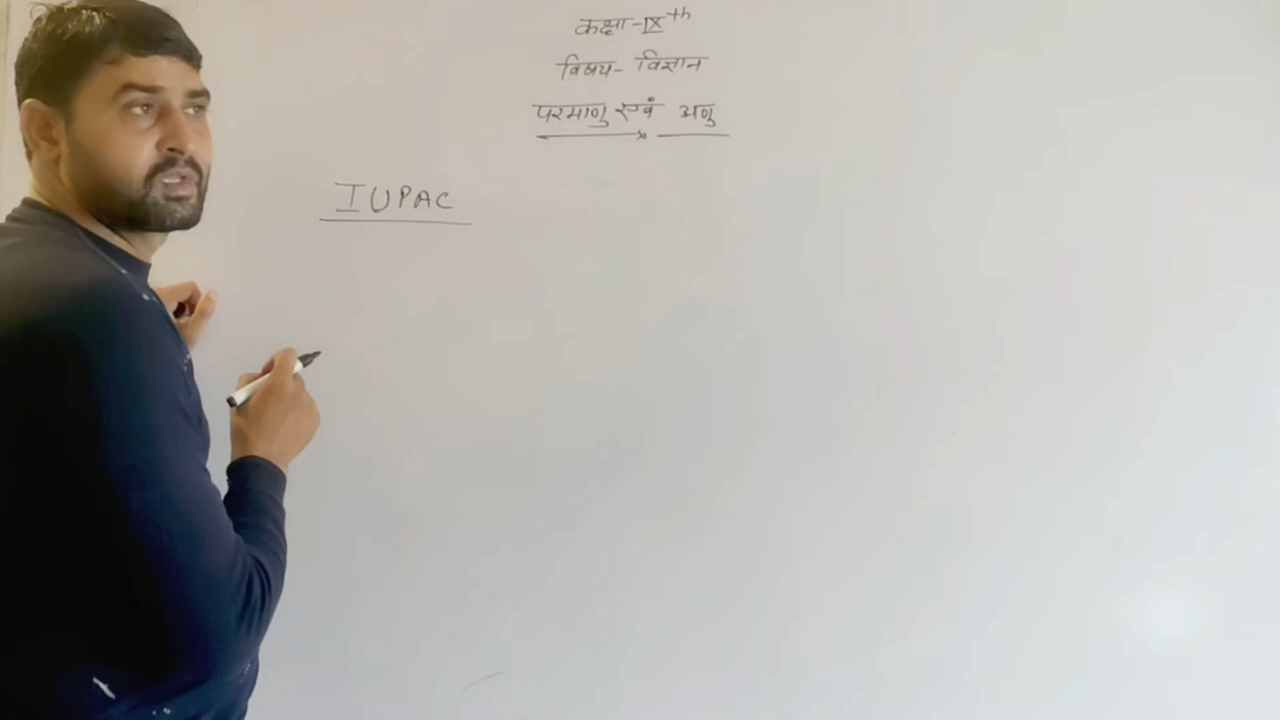 कक्षा-IXth
विषय- विज्ञान
परमाणु एवं अणु
IUPAC